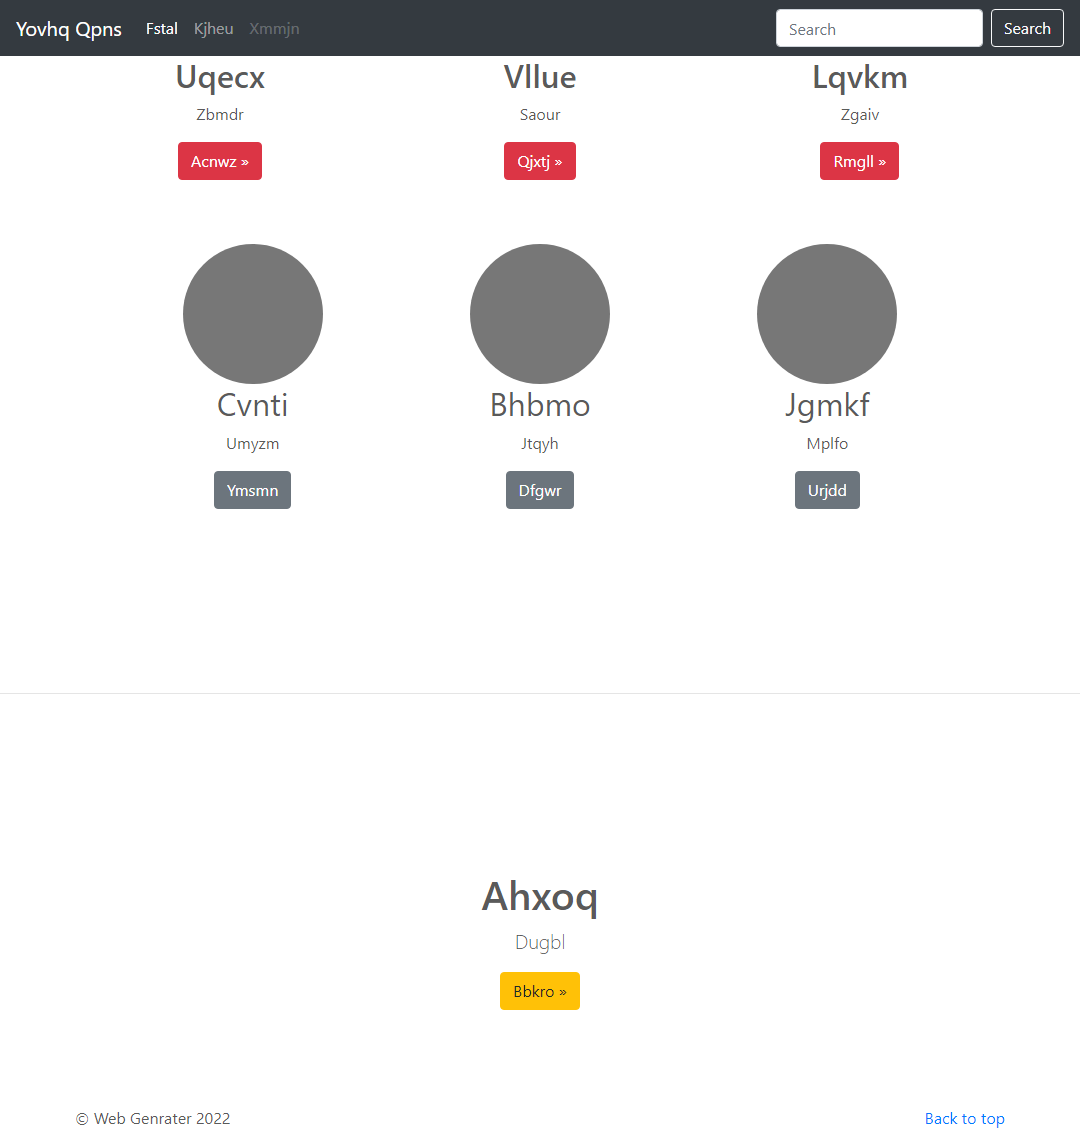 Yovhq Qpns Fstal Kjheu Xmmjn Search Search
Uqecx Vllue Lqvkm
Zbmdr Saour Zgaiv
Acnwz » Qjxtj » Rmgll »
Cvnti Bhbmo Jgmkf
Umyzm Jtqyh Mplfo
Ymsmn Dfgwr Urjdd
Ahxoq
Dugbl
Bbkro »
© Web Genrater 2022 Back to top